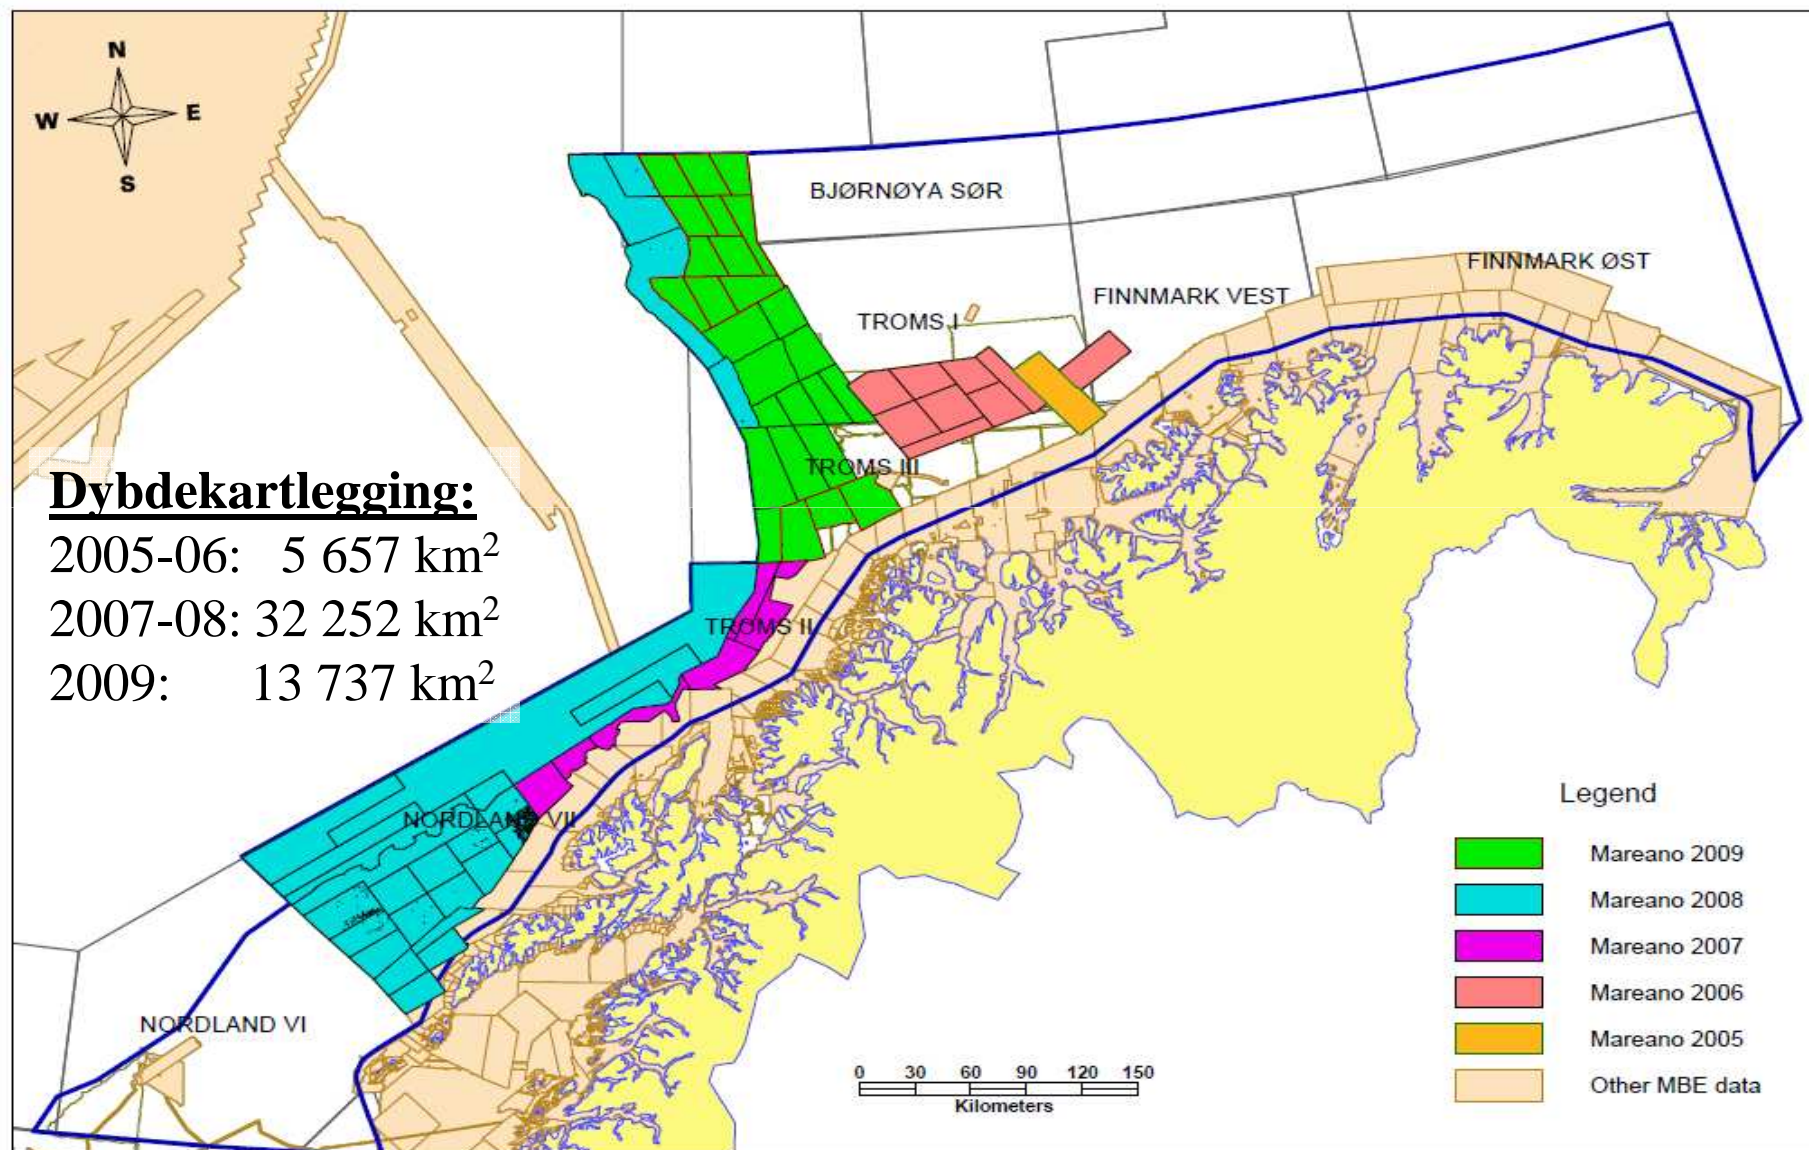 N
W E
S
BJØRNØYA SØR
FINNMARK ØST
FINNMARK VEST
TROMS I
TROMS III
Dybdekartlegging:
2005-06: 5 657 km²
2007-08: 32 252 km²
2009: 13 737 km²
TROMS II
NORDLAND VII
NORDLAND VI
Legend
Mareano 2009
Mareano 2008
Mareano 2007
Mareano 2006
Mareano 2005
Other MBE data
0 30 60 90 120 150
Kilometers